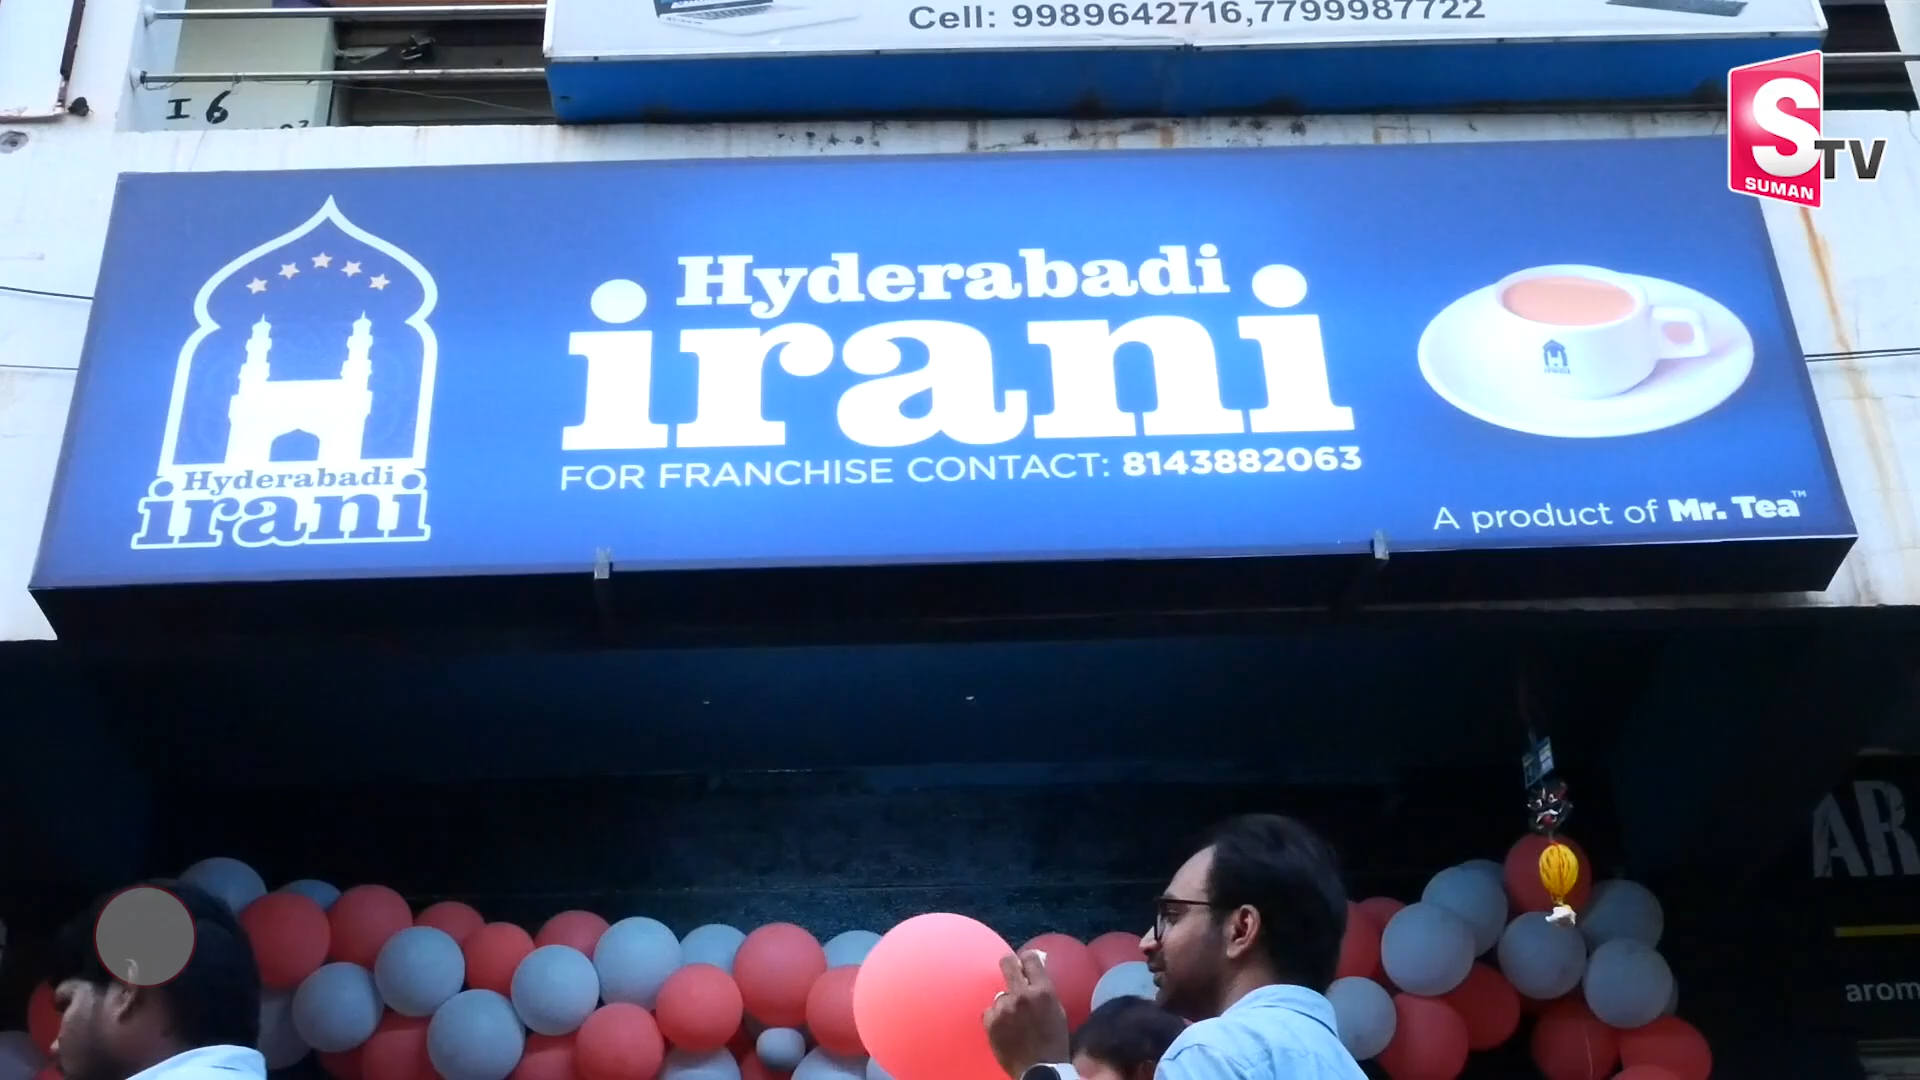 Cell: 9989642716,7799987722
I 6
S TV
SUMAN
Hyderabadi
irani
FOR FRANCHISE CONTACT: 8143882063
A product of Mr. Tea™
Hyderabadi
irani
AR
arom